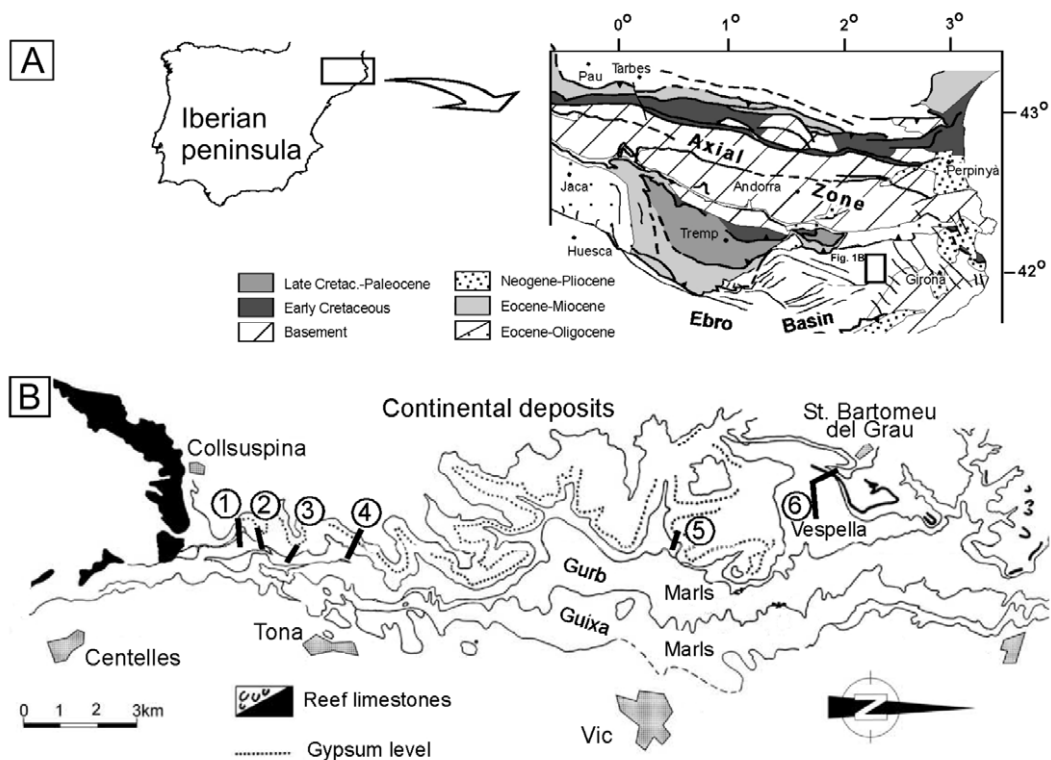 A
Iberian
peninsula
0° 1° 2° 3°
43°
42°
Pau
Tarbes
Axial
Zone
Perpinyà
Andorra
Jaca
Tremp
Huesca
Fig. 1B
Girona
Ebro Basin
Late Cretac.-Paleocene
Early Cretaceous
Basement
Neogene-Pliocene
Eocene-Miocene
Eocene-Oligocene
B
Continental deposits
St. Bartomeu
del Grau
Collsuspina
1 2 3 4
5
6
Vespella
Gurb Marls
Guixa Marls
Tona
Centelles
Vic
Reef limestones
Gypsum level
0 1 2 3km
N